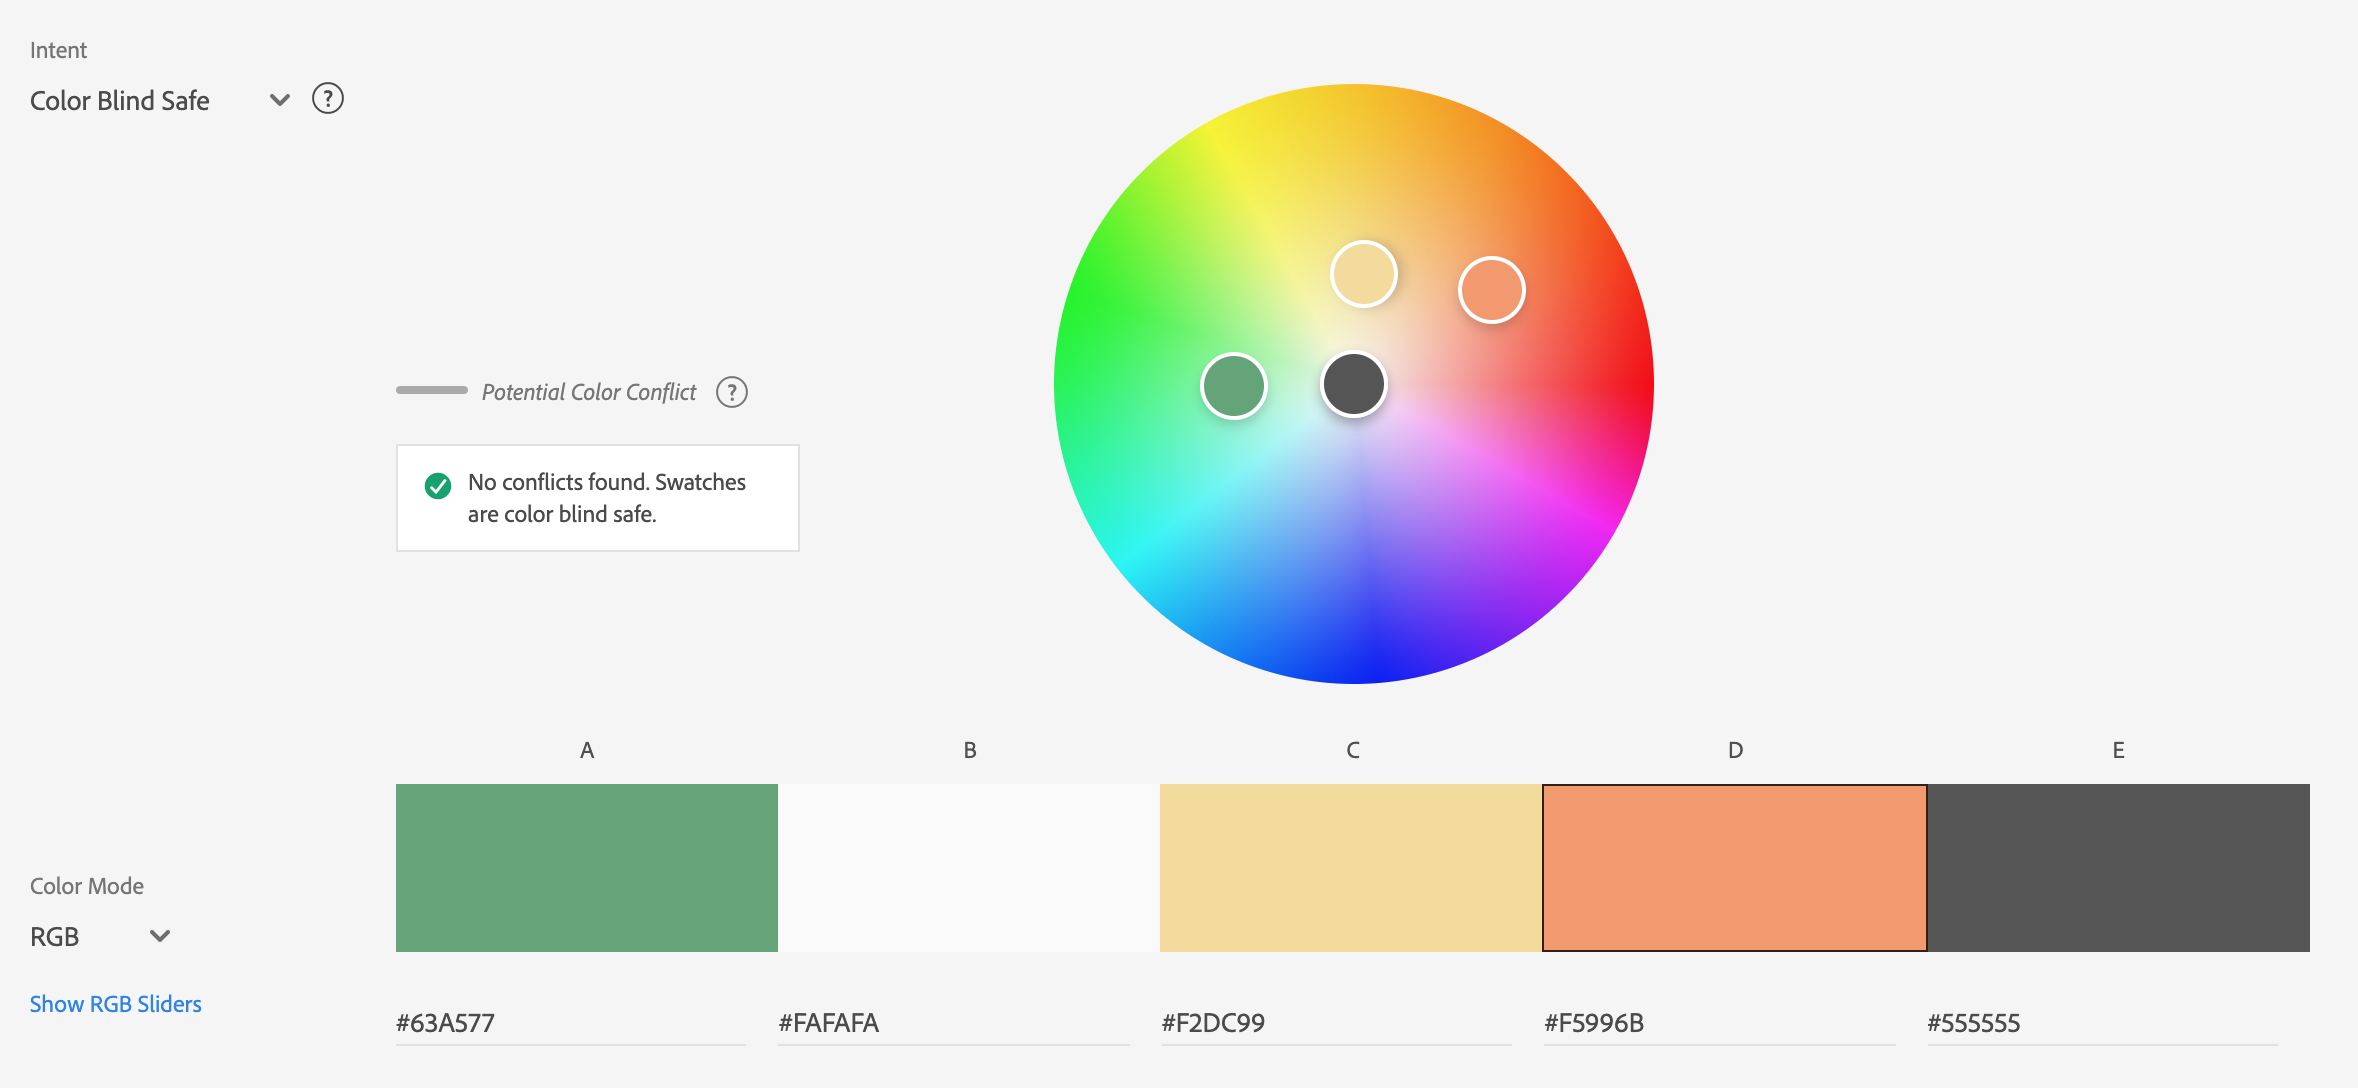 Intent
Color Blind Safe
?
Potential Color Conflict ?
No conflicts found. Swatches
are color blind safe.
A B C D E
Color Mode
RGB
Show RGB Sliders
#63A577 #FAFAFA #F2DC99 #F5996B #555555